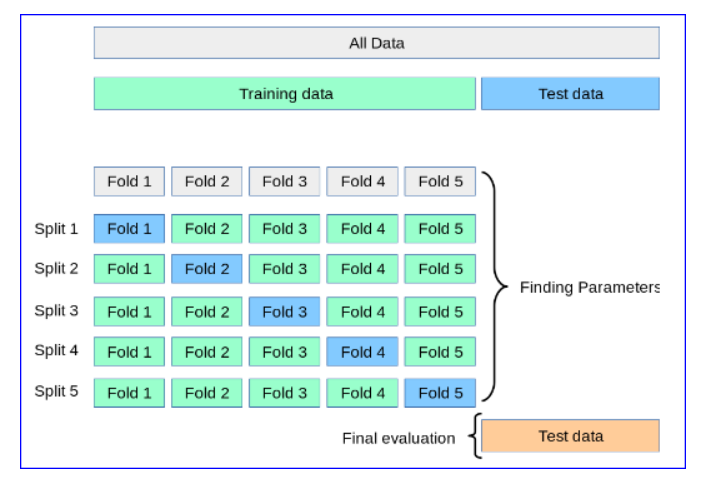 All Data
Training data Test data
Fold 1 Fold 2 Fold 3 Fold 4 Fold 5
Split 1 Fold 1 Fold 2 Fold 3 Fold 4 Fold 5
Split 2 Fold 1 Fold 2 Fold 3 Fold 4 Fold 5
Finding Parameters
Split 3 Fold 1 Fold 2 Fold 3 Fold 4 Fold 5
Split 4 Fold 1 Fold 2 Fold 3 Fold 4 Fold 5
Split 5 Fold 1 Fold 2 Fold 3 Fold 4 Fold 5
Final evaluation Test data